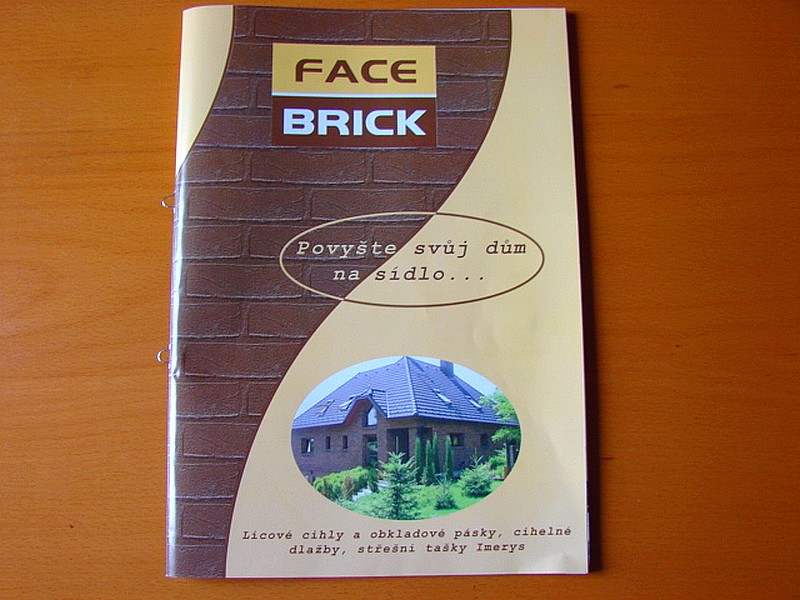 FACE
BRICK
Povyšte svůj dům
na sídlo...
Lícové cihly a obkladové pásky, cihelné
dlažby, střešní tašky Imerys